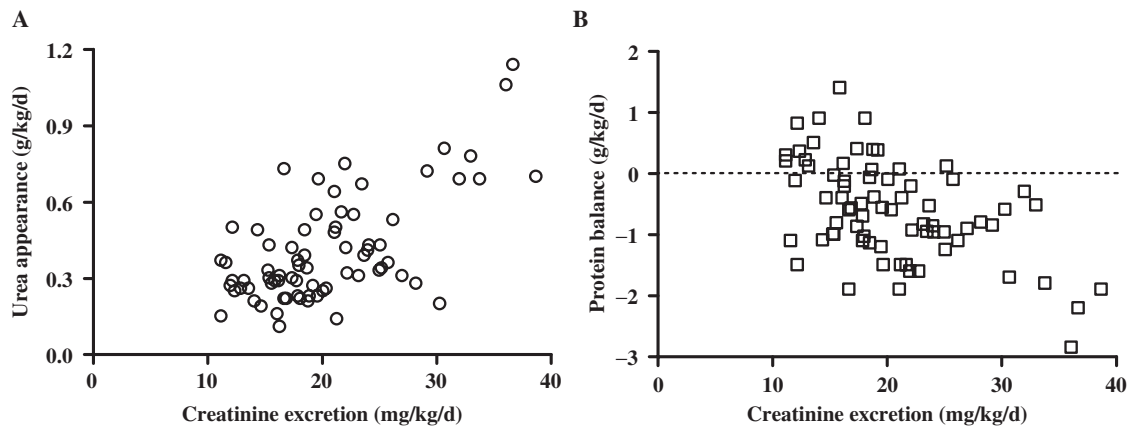 A
Urea appearance (g/kg/d)
1.2
0.9
0.6
0.3
0.0
0 10 20 30 40
Creatinine excretion (mg/kg/d)
B
Protein balance (g/kg/d)
2
1
0
−1
−2
−3
0 10 20 30 40
Creatinine excretion (mg/kg/d)